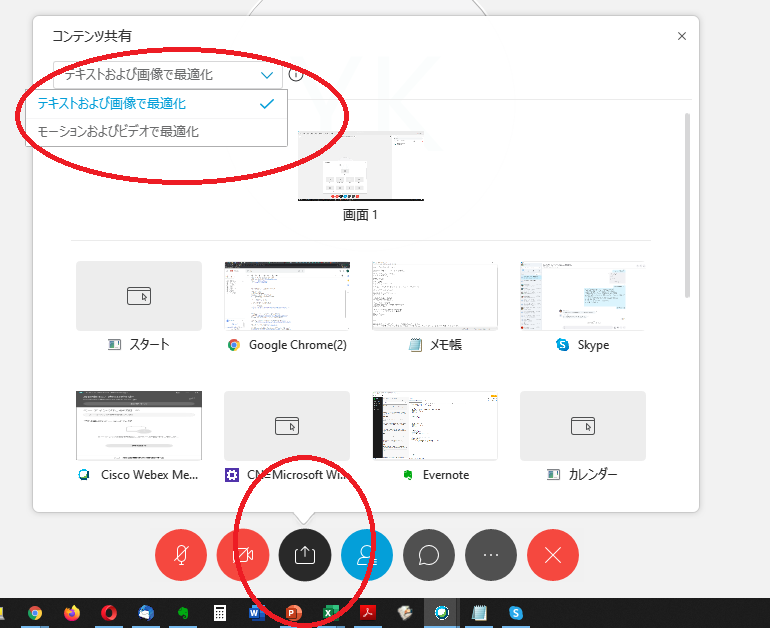 コンテンツ共有
テキストおよび画像で最適化
テキストおよび画像で最適化
モーションおよびビデオで最適化
画面 1
スタート
Google Chrome(2)
メモ帳
Skype
Cisco Webex Me...
CN=Microsoft Wi...
Evernote
カレンダー